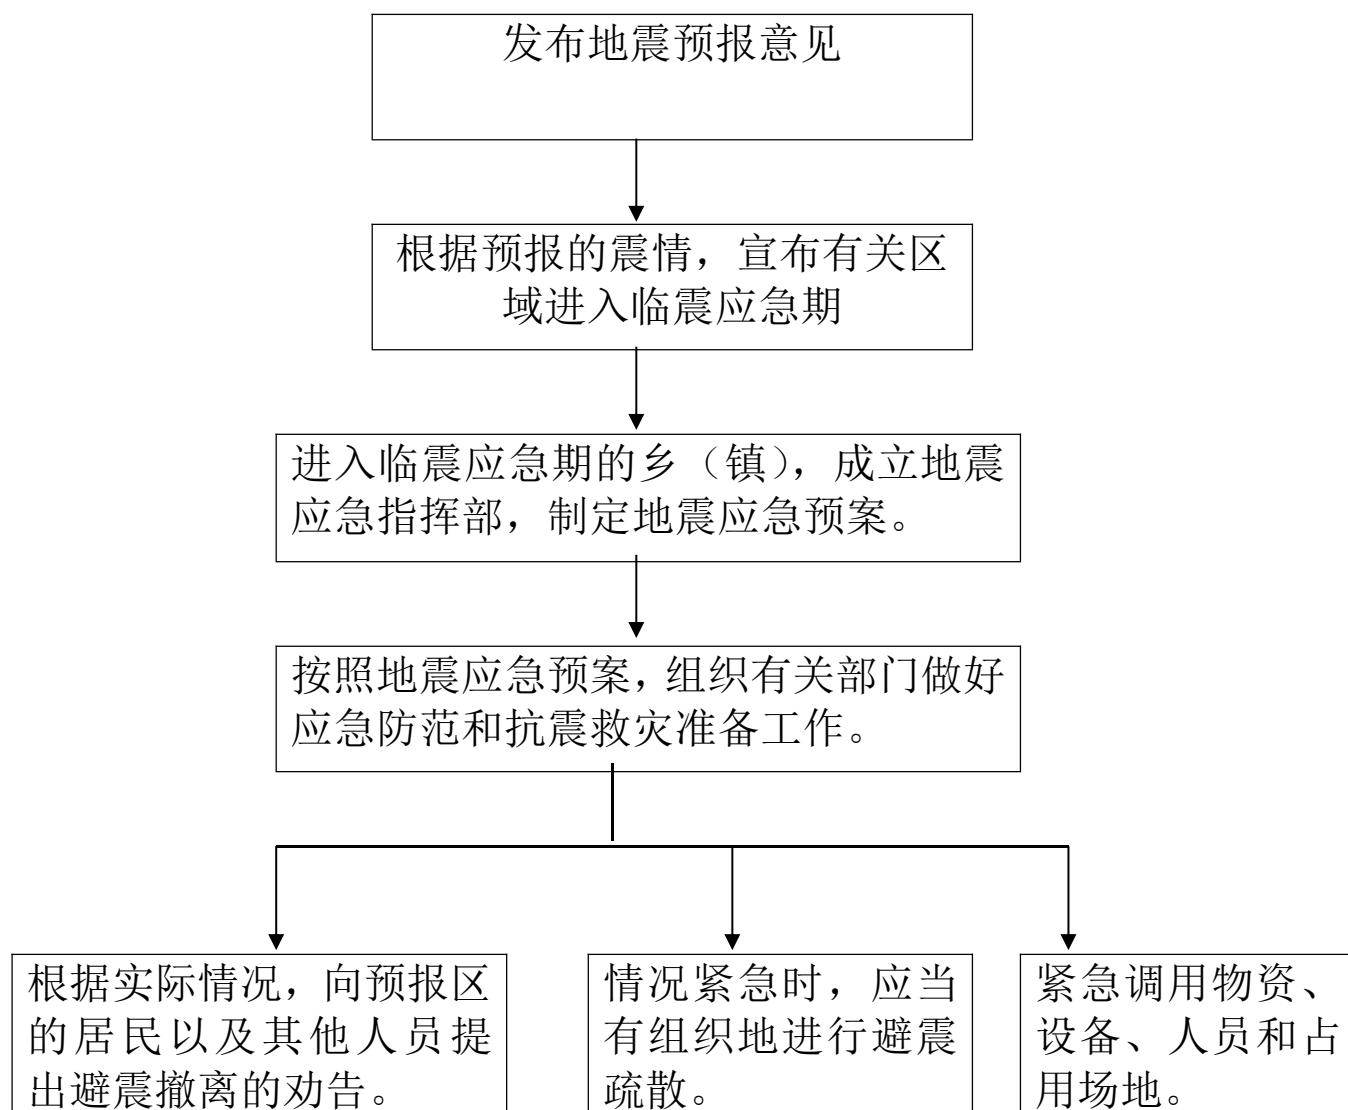 发布地震预报意见
根据预报的震情，宣布有关区
域进入临震应急期
进入临震应急期的乡（镇），成立地震
应急指挥部，制定地震应急预案。
按照地震应急预案，组织有关部门做好
应急防范和抗震救灾准备工作。
根据实际情况，向预报区
的居民以及其他人员提
出避震撤离的劝告。
情况紧急时，应当
有组织地进行避震
疏散。
紧急调用物资、
设备、人员和占
用场地。